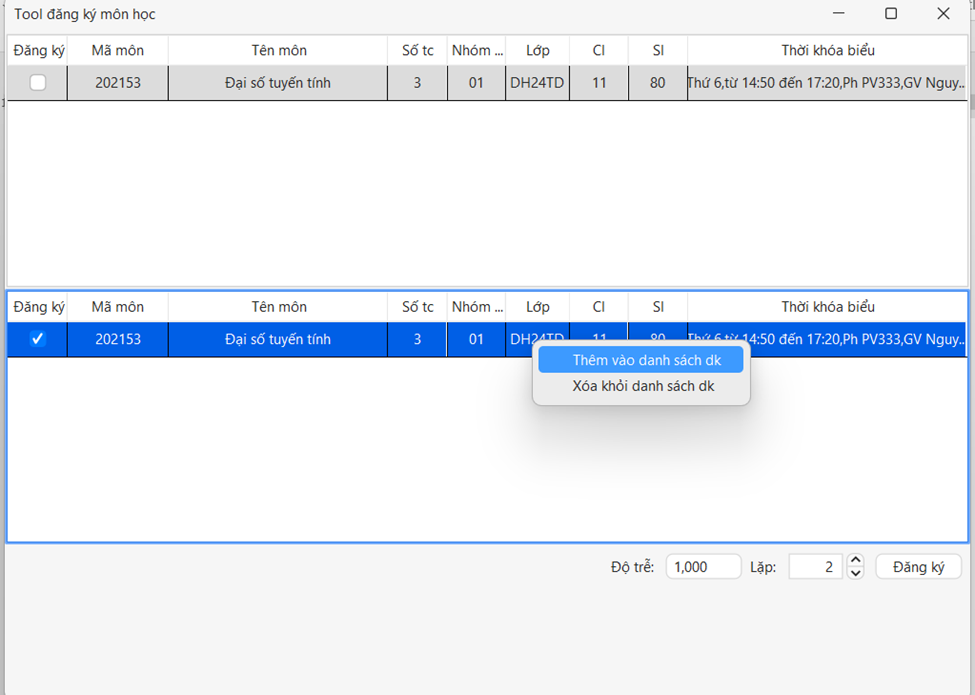 Tool đăng ký môn học
Đăng ký Mã môn Tên môn Số tc Nhóm ... Lớp Cl Sl Thời khóa biểu
202153 Đại số tuyến tính 3 01 DH24TD 11 80 Thứ 6,từ 14:50 đến 17:20,Ph PV333,GV Nguy...
Đăng ký Mã môn Tên môn Số tc Nhóm ... Lớp Cl Sl Thời khóa biểu
202153 Đại số tuyến tính 3 01 DH24TD 11 80 Thứ 6,từ 14:50 đến 17:20,Ph PV333,GV Nguy...
Thêm vào danh sách dk
Xóa khỏi danh sách dk
Độ trễ: 1,000 Lặp: 2 Đăng ký